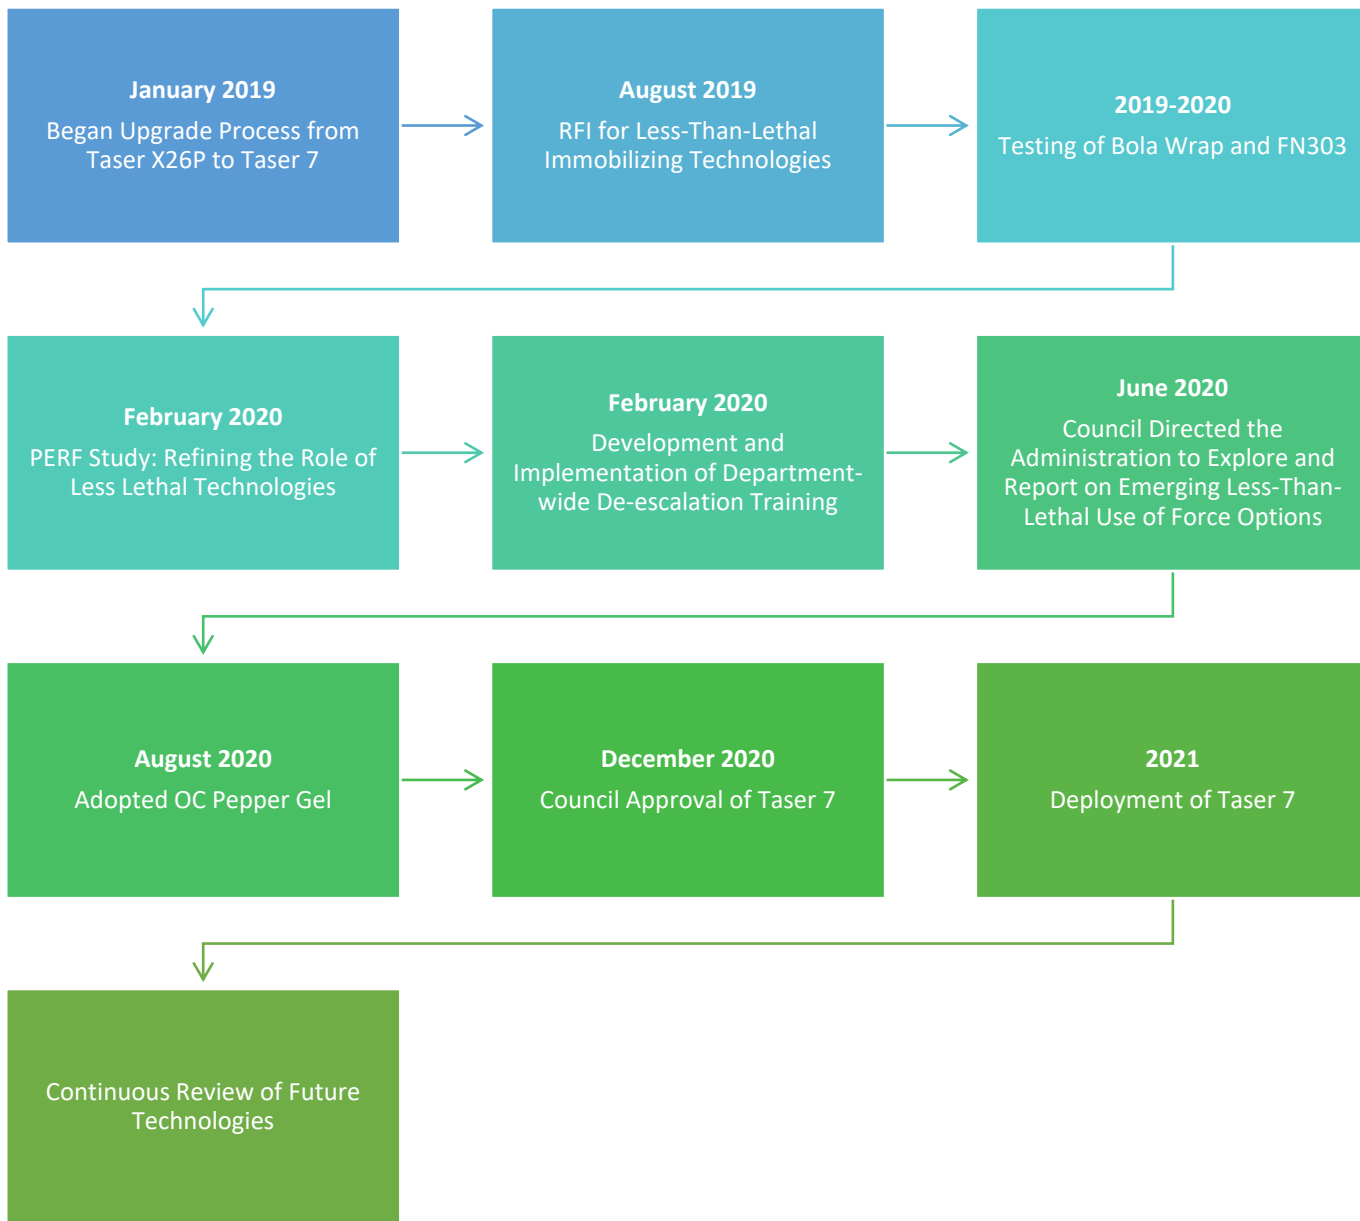 January 2019
Began Upgrade Process from
Taser X26P to Taser 7
August 2019
RFI for Less-Than-Lethal
Immobilizing Technologies
2019-2020
Testing of Bola Wrap and FN303
February 2020
PERF Study: Refining the Role of
Less Lethal Technologies
February 2020
Development and
Implementation of Department-
wide De-escalation Training
June 2020
Council Directed the
Administration to Explore and
Report on Emerging Less-Than-
Lethal Use of Force Options
August 2020
Adopted OC Pepper Gel
December 2020
Council Approval of Taser 7
2021
Deployment of Taser 7
Continuous Review of Future
Technologies